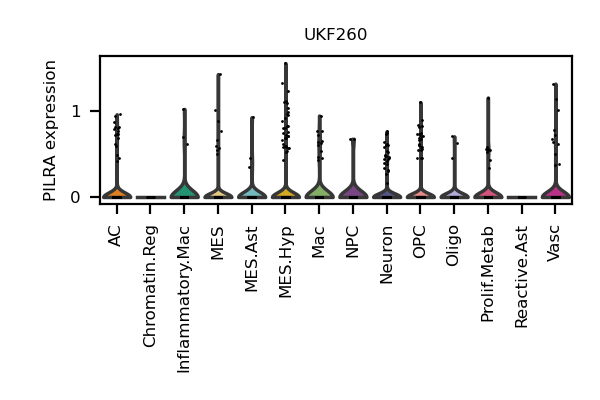 UKF260
PILRA expression
1
0
AC
Chromatin.Reg
Inflammatory.Mac
MES
MES.Ast
MES.Hyp
Mac
NPC
Neuron
OPC
Oligo
Prolif.Metab
Reactive.Ast
Vasc